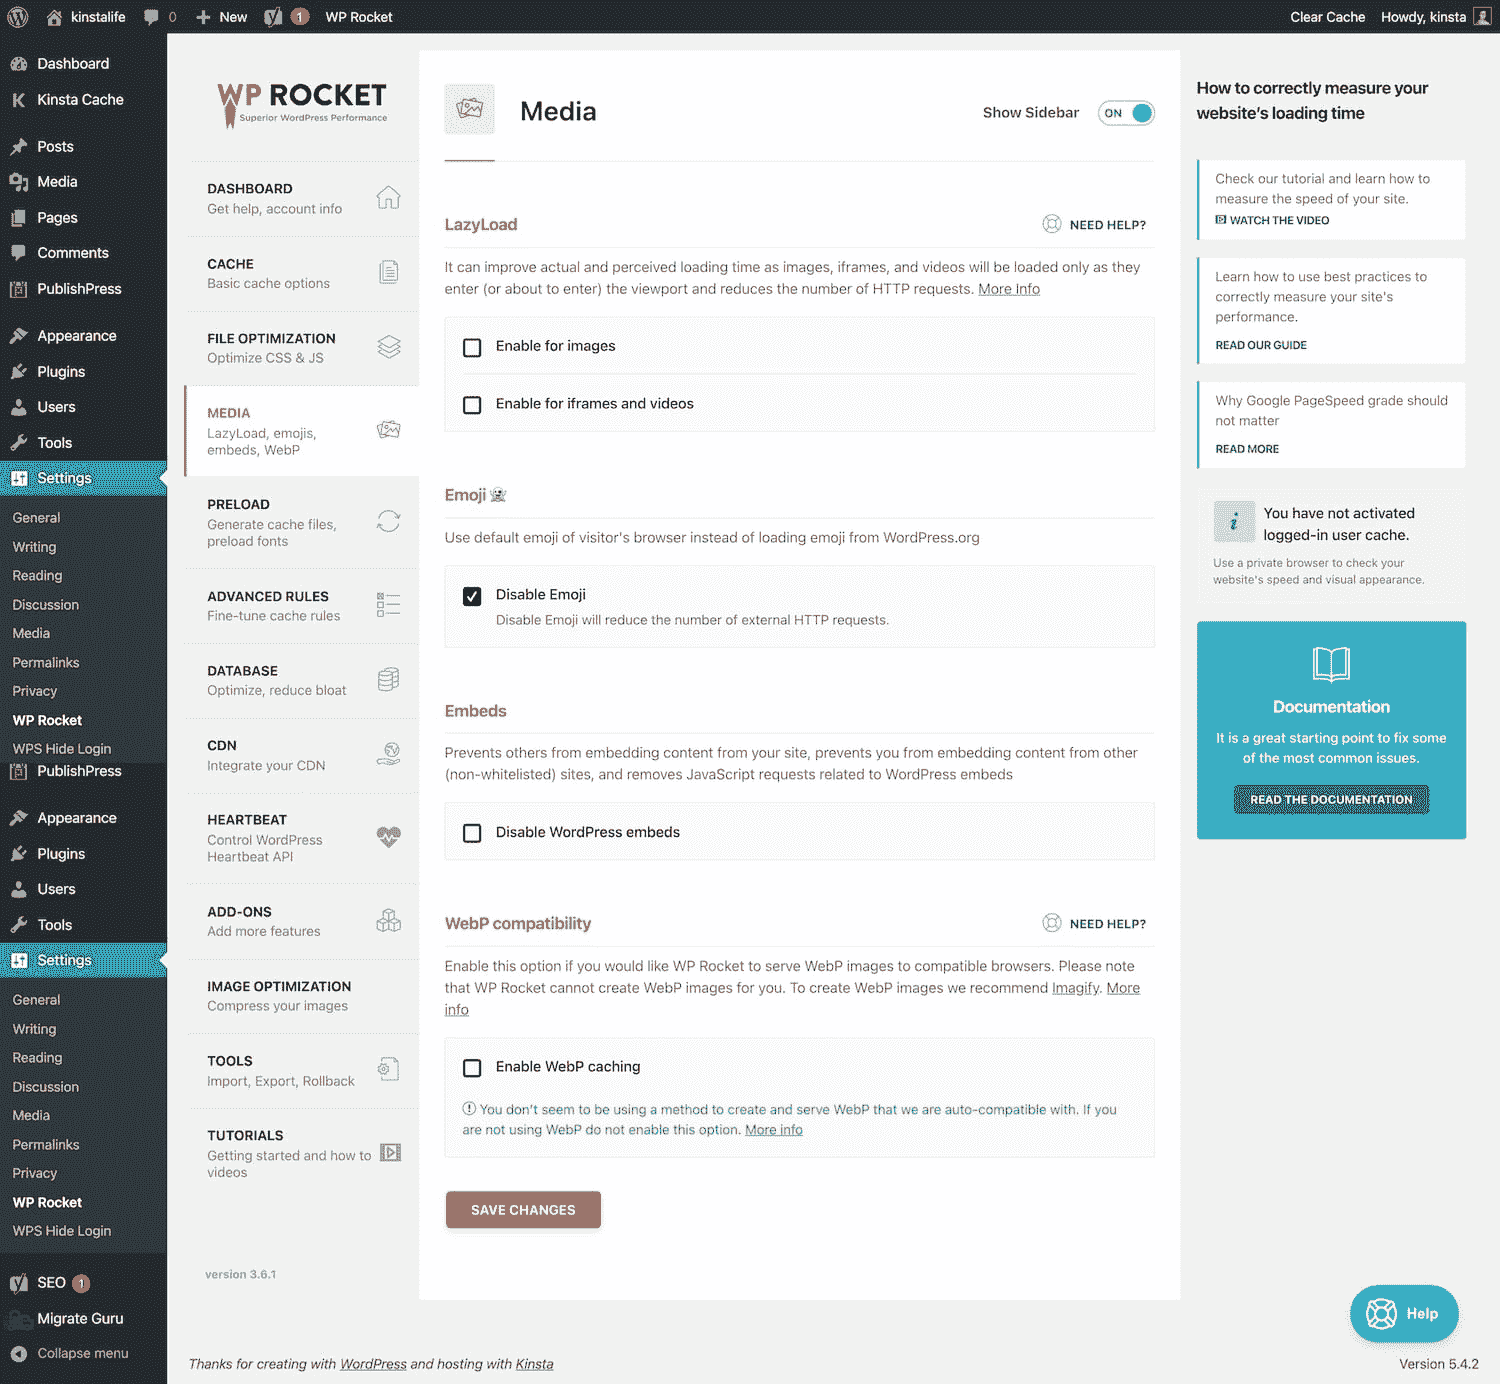 kinstalife 0 New 1 WP Rocket Clear Cache Howdy, kinsta
Dashboard
Kinsta Cache
Posts
Media
Pages
Comments
PublishPress
Appearance
Plugins
Users
Tools
Settings
General
Writing
Reading
Discussion
Media
Permalinks
Privacy
WP Rocket
WPS Hide Login
PublishPress
Appearance
Plugins
Users
Tools
Settings
General
Writing
Reading
Discussion
Media
Permalinks
Privacy
WP Rocket
WPS Hide Login
SEO 1
Migrate Guru
Collapse menu
WP ROCKET
Superior WordPress Performance
DASHBOARD
Get help, account info
CACHE
Basic cache options
FILE OPTIMIZATION
Optimize CSS & JS
MEDIA
LazyLoad, emojis,
embeds, WebP
PRELOAD
Generate cache files,
preload fonts
ADVANCED RULES
Fine-tune cache rules
DATABASE
Optimize, reduce bloat
CDN
Integrate your CDN
HEARTBEAT
Control WordPress
Heartbeat API
ADD-ONS
Add more features
IMAGE OPTIMIZATION
Compress your images
TOOLS
Import, Export, Rollback
TUTORIALS
Getting started and how to
videos
version 3.6.1
Media
Show Sidebar ON
LazyLoad
NEED HELP?
It can improve actual and perceived loading time as images, iframes, and videos will be loaded only as they
enter (or about to enter) the viewport and reduces the number of HTTP requests. More Info
Enable for images
Enable for iframes and videos
Emoji
Use default emoji of visitor's browser instead of loading emoji from WordPress.org
Disable Emoji
Disable Emoji will reduce the number of external HTTP requests.
Embeds
Prevents others from embedding content from your site, prevents you from embedding content from other
(non-whitelisted) sites, and removes JavaScript requests related to WordPress embeds
Disable WordPress embeds
WebP compatibility
NEED HELP?
Enable this option if you would like WP Rocket to serve WebP images to compatible browsers. Please note
that WP Rocket cannot create WebP images for you. To create WebP images we recommend Imagify. More
info
Enable WebP caching
You don't seem to be using a method to create and serve WebP that we are auto-compatible with. If you
are not using WebP do not enable this option. More info
SAVE CHANGES
How to correctly measure your
website's loading time
Check our tutorial and learn how to
measure the speed of your site.
WATCH THE VIDEO
Learn how to use best practices to
correctly measure your site's
performance.
READ OUR GUIDE
Why Google PageSpeed grade should
not matter
READ MORE
i
You have not activated
logged-in user cache.
Use a private browser to check your
website's speed and visual appearance.
Documentation
It is a great starting point to fix some
of the most common issues.
READ THE DOCUMENTATION
Help
Thanks for creating with WordPress and hosting with Kinsta
Version 5.4.2